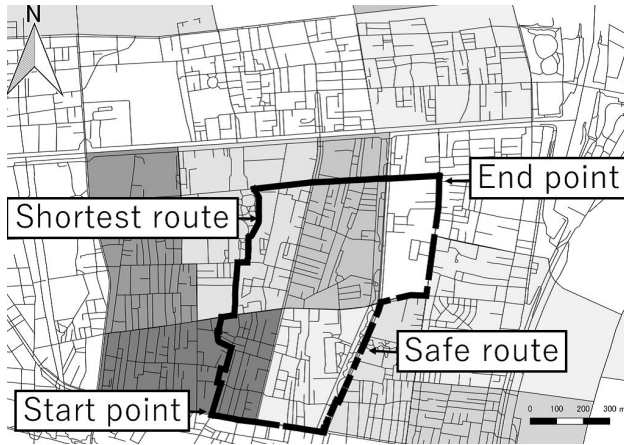 N
End point
Shortest route
Safe route
Start point
0 100 200 300 m